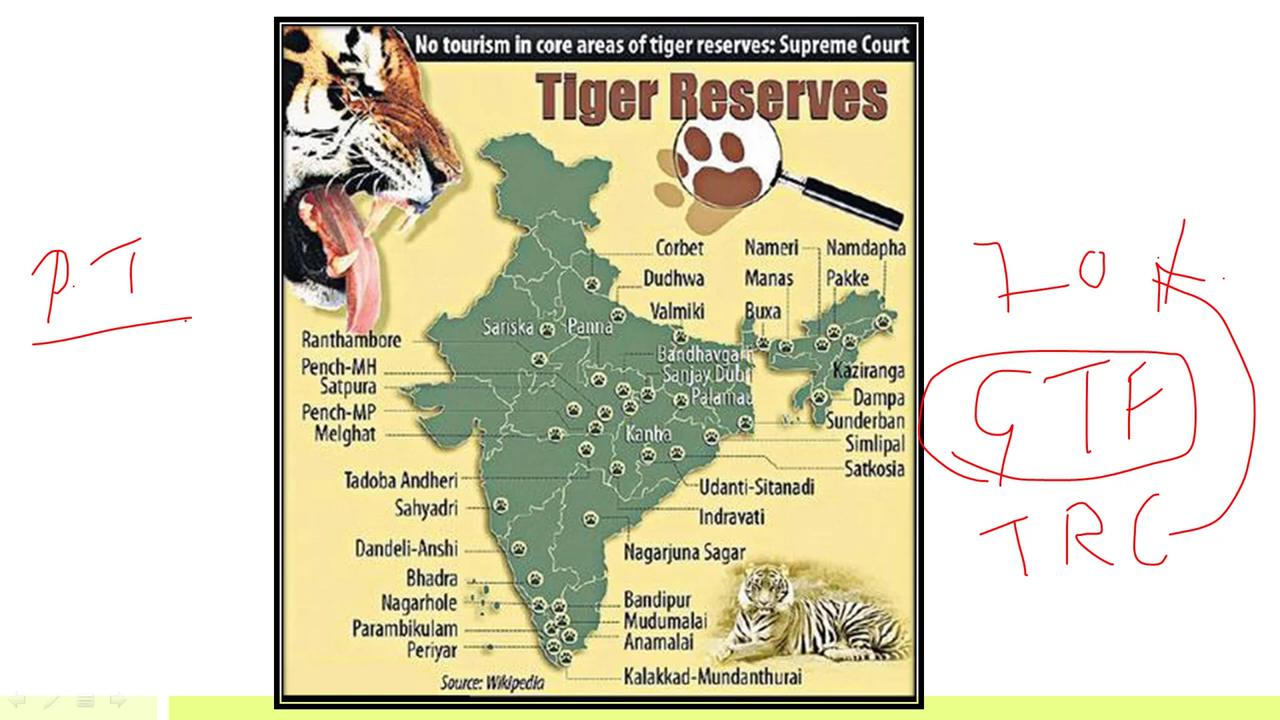 No tourism in core areas of tiger reserves: Supreme Court
Tiger Reserves
P.T
Corbet
Nameri
Namdapha
Dudhwa
Manas
Pakke
Valmiki
Buxa
Sariska
Panna
Ranthambore
Bandhavgarh
Pench-MH
Sanjay Dubri
Kaziranga
Satpura
Palamau
Dampa
Pench-MP
Sunderban
Melghat
Kanha
Simlipal
Satkosia
Tadoba Andheri
Udanti-Sitanadi
Sahyadri
Indravati
Dandeli-Anshi
Nagarjuna Sagar
Bhadra
Nagarhole
Bandipur
Parambikulam
Mudumalai
Periyar
Anamalai
Kalakkad-Mundanthurai
Source: Wikipedia
GTF
TRC